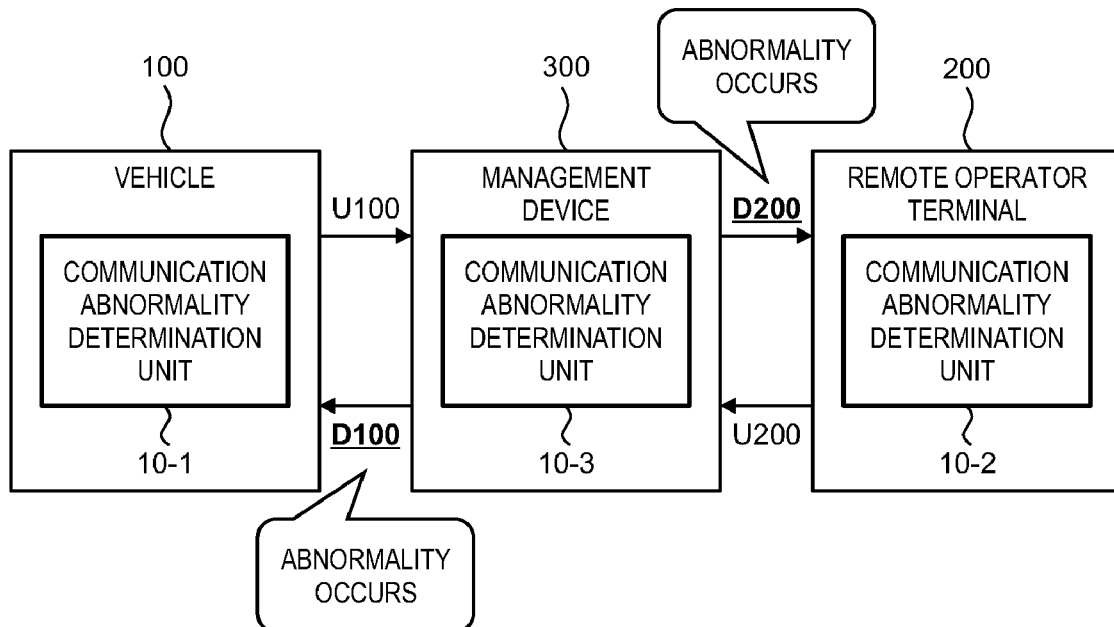 ABNORMALITY
OCCURS
100
300
200
VEHICLE
MANAGEMENT
DEVICE
REMOTE OPERATOR
TERMINAL
U100
D200
COMMUNICATION
ABNORMALITY
DETERMINATION
UNIT
COMMUNICATION
ABNORMALITY
DETERMINATION
UNIT
COMMUNICATION
ABNORMALITY
DETERMINATION
UNIT
D100
U200
10-1
10-3
10-2
ABNORMALITY
OCCURS